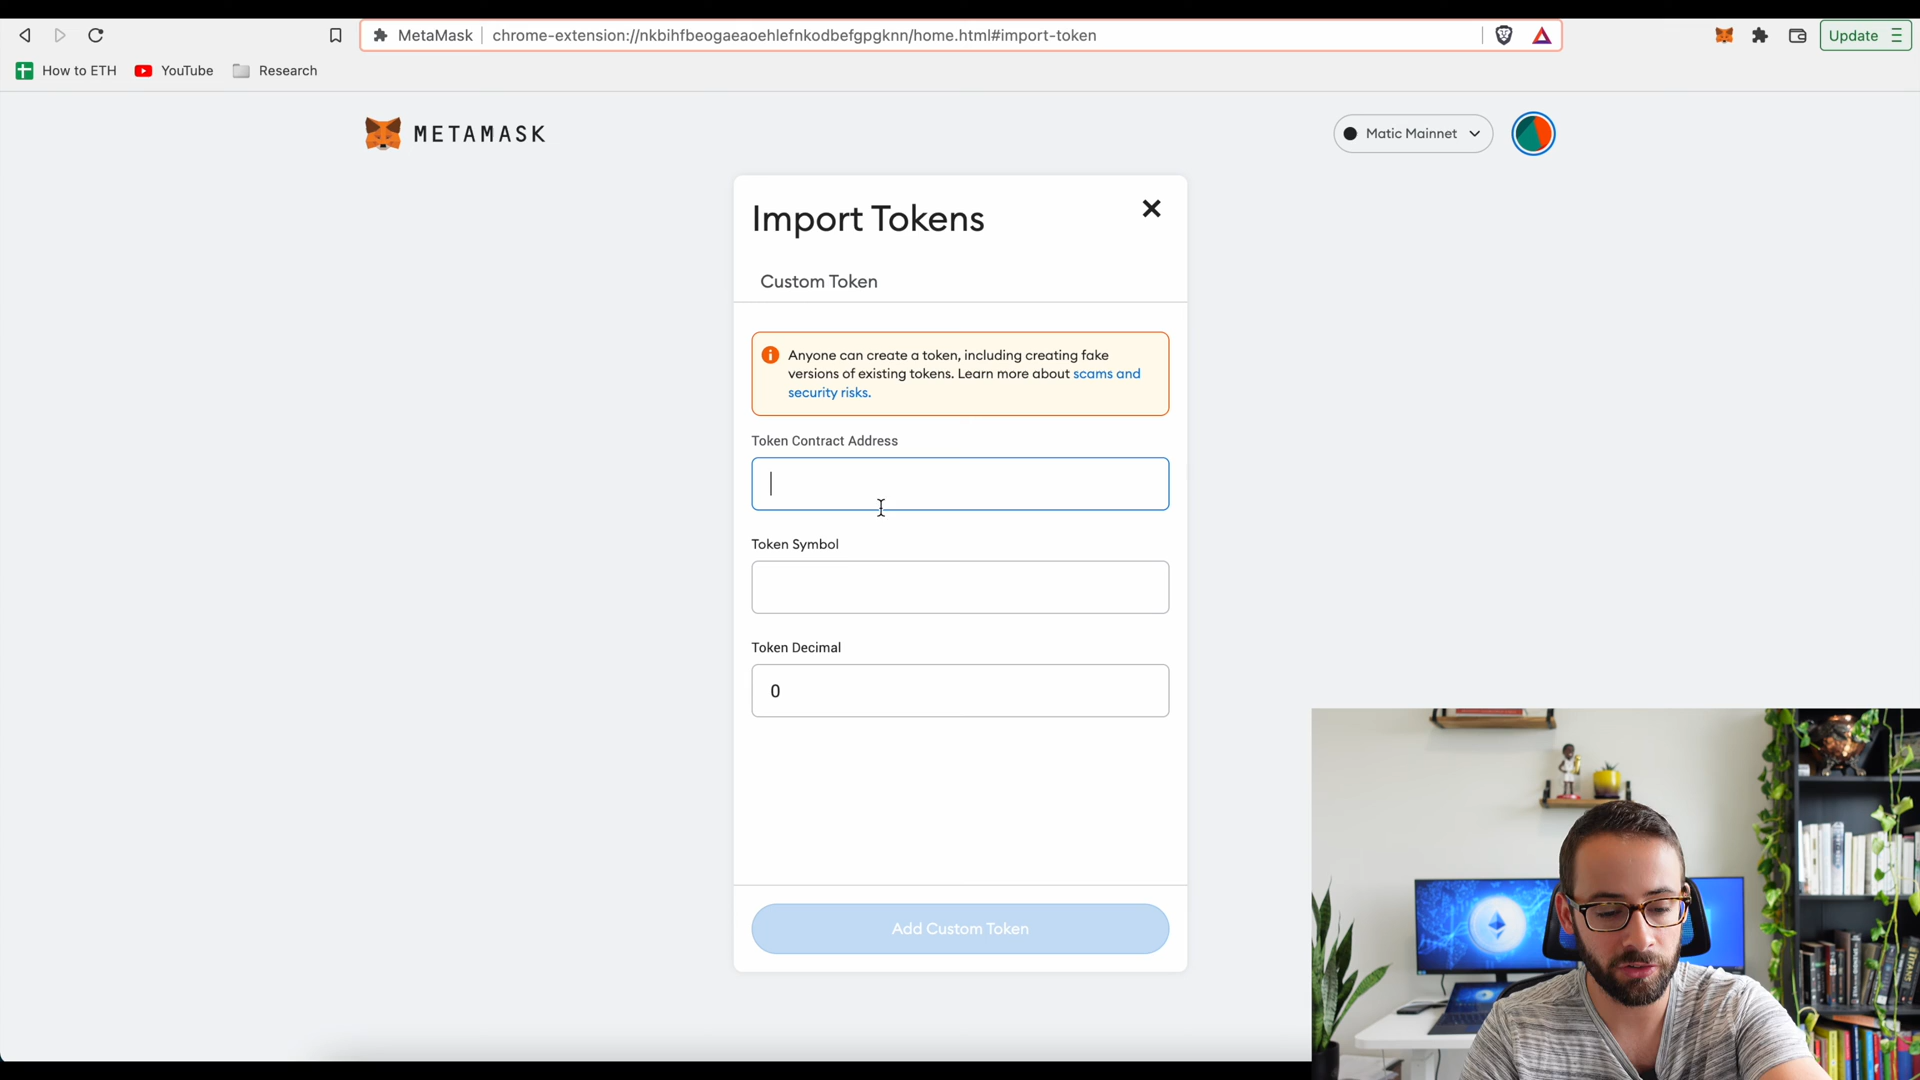 MetaMask
chrome-extension://nkbihfbeogaeaoehlefnkodbefgpgknn/home.html#import-token
Update
How to ETH
YouTube
Research
METAMASK
Matic Mainnet
Import Tokens
Custom Token
Anyone can create a token, including creating fake
versions of existing tokens. Learn more about scams and
security risks.
Token Contract Address
Token Symbol
Token Decimal
0
Add Custom Token